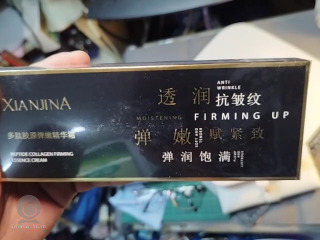 XIANJINA
多肽胶原弹嫩精华霜
PEPTIDE COLLAGEN FIRMING
ESSENCE CREAM
透润
ANTI
WRINKLE
抗皱纹
MOISTENING
FIRMING UP
弹嫩
赋紧致
弹润饱满